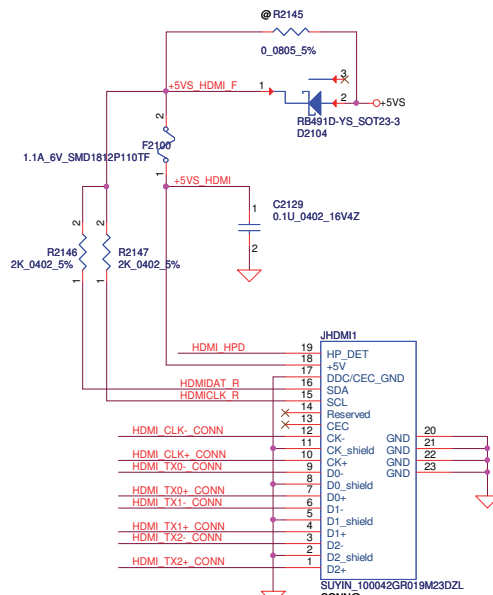 @ R2145
0_0805_5%
+5VS_HDMI_F
1
3
2
+5VS
RB491D-YS_SOT23-3
D2104
2
F2100
1.1A_6V_SMD1812P110TF
1
+5VS_HDMI
C2129
0.1U_0402_16V4Z
1
2
2
2
R2146
2K_0402_5%
R2147
2K_0402_5%
1
1
JHDMI1
HDMI_HPD
19
HP_DET
18
+5V
17
DDC/CEC_GND
HDMIDAT_R
16
SDA
HDMICLK_R
15
SCL
14
Reserved
13
CEC
HDMI_CLK-_CONN
12
CK-
11
CK_shield
HDMI_CLK+_CONN
10
CK+
HDMI_TX0-_CONN
9
D0-
8
D0_shield
HDMI_TX0+_CONN
7
D0+
HDMI_TX1-_CONN
6
D1-
5
D1_shield
HDMI_TX1+_CONN
4
D1+
HDMI_TX2-_CONN
3
D2-
2
D2_shield
HDMI_TX2+_CONN
1
D2+
GND
20
GND
21
GND
22
GND
23
SUYIN_100042GR019M23DZL
CONN@